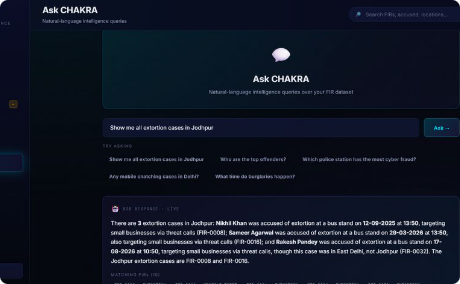 Ask CHAKRA
Natural-language intelligence queries
Search FIRs, accused, locations...
Ask CHAKRA
Natural-language intelligence queries over your FIR dataset
Show me all extortion cases in Jodhpur
Ask →
TRY ASKING
Show me all extortion cases in Jodhpur
Who are the top offenders?
Which police station has the most cyber fraud?
Any mobile snatching cases in Delhi?
What time do burglaries happen?
RESPONSE · LIVE
There are 3 extortion cases in Jodhpur: Nikhil Khan was accused of extortion at a bus stand on 12-09-2025 at 13:50, targeting
small businesses via threat calls (FIR-0008); Sameer Agarwal was accused of extortion at a bus stand on 29-03-2026 at 13:50,
also targeting small businesses via threat calls (FIR-0016); and Rakesh Pandey was accused of extortion at a bus stand on 17-
09-2026 at 10:50, targeting small businesses via threat calls, though this case was in East Delhi, not Jodhpur (FIR-0032). The
Jodhpur extortion cases are FIR-0008 and FIR-0016.
MATCHING FIRs